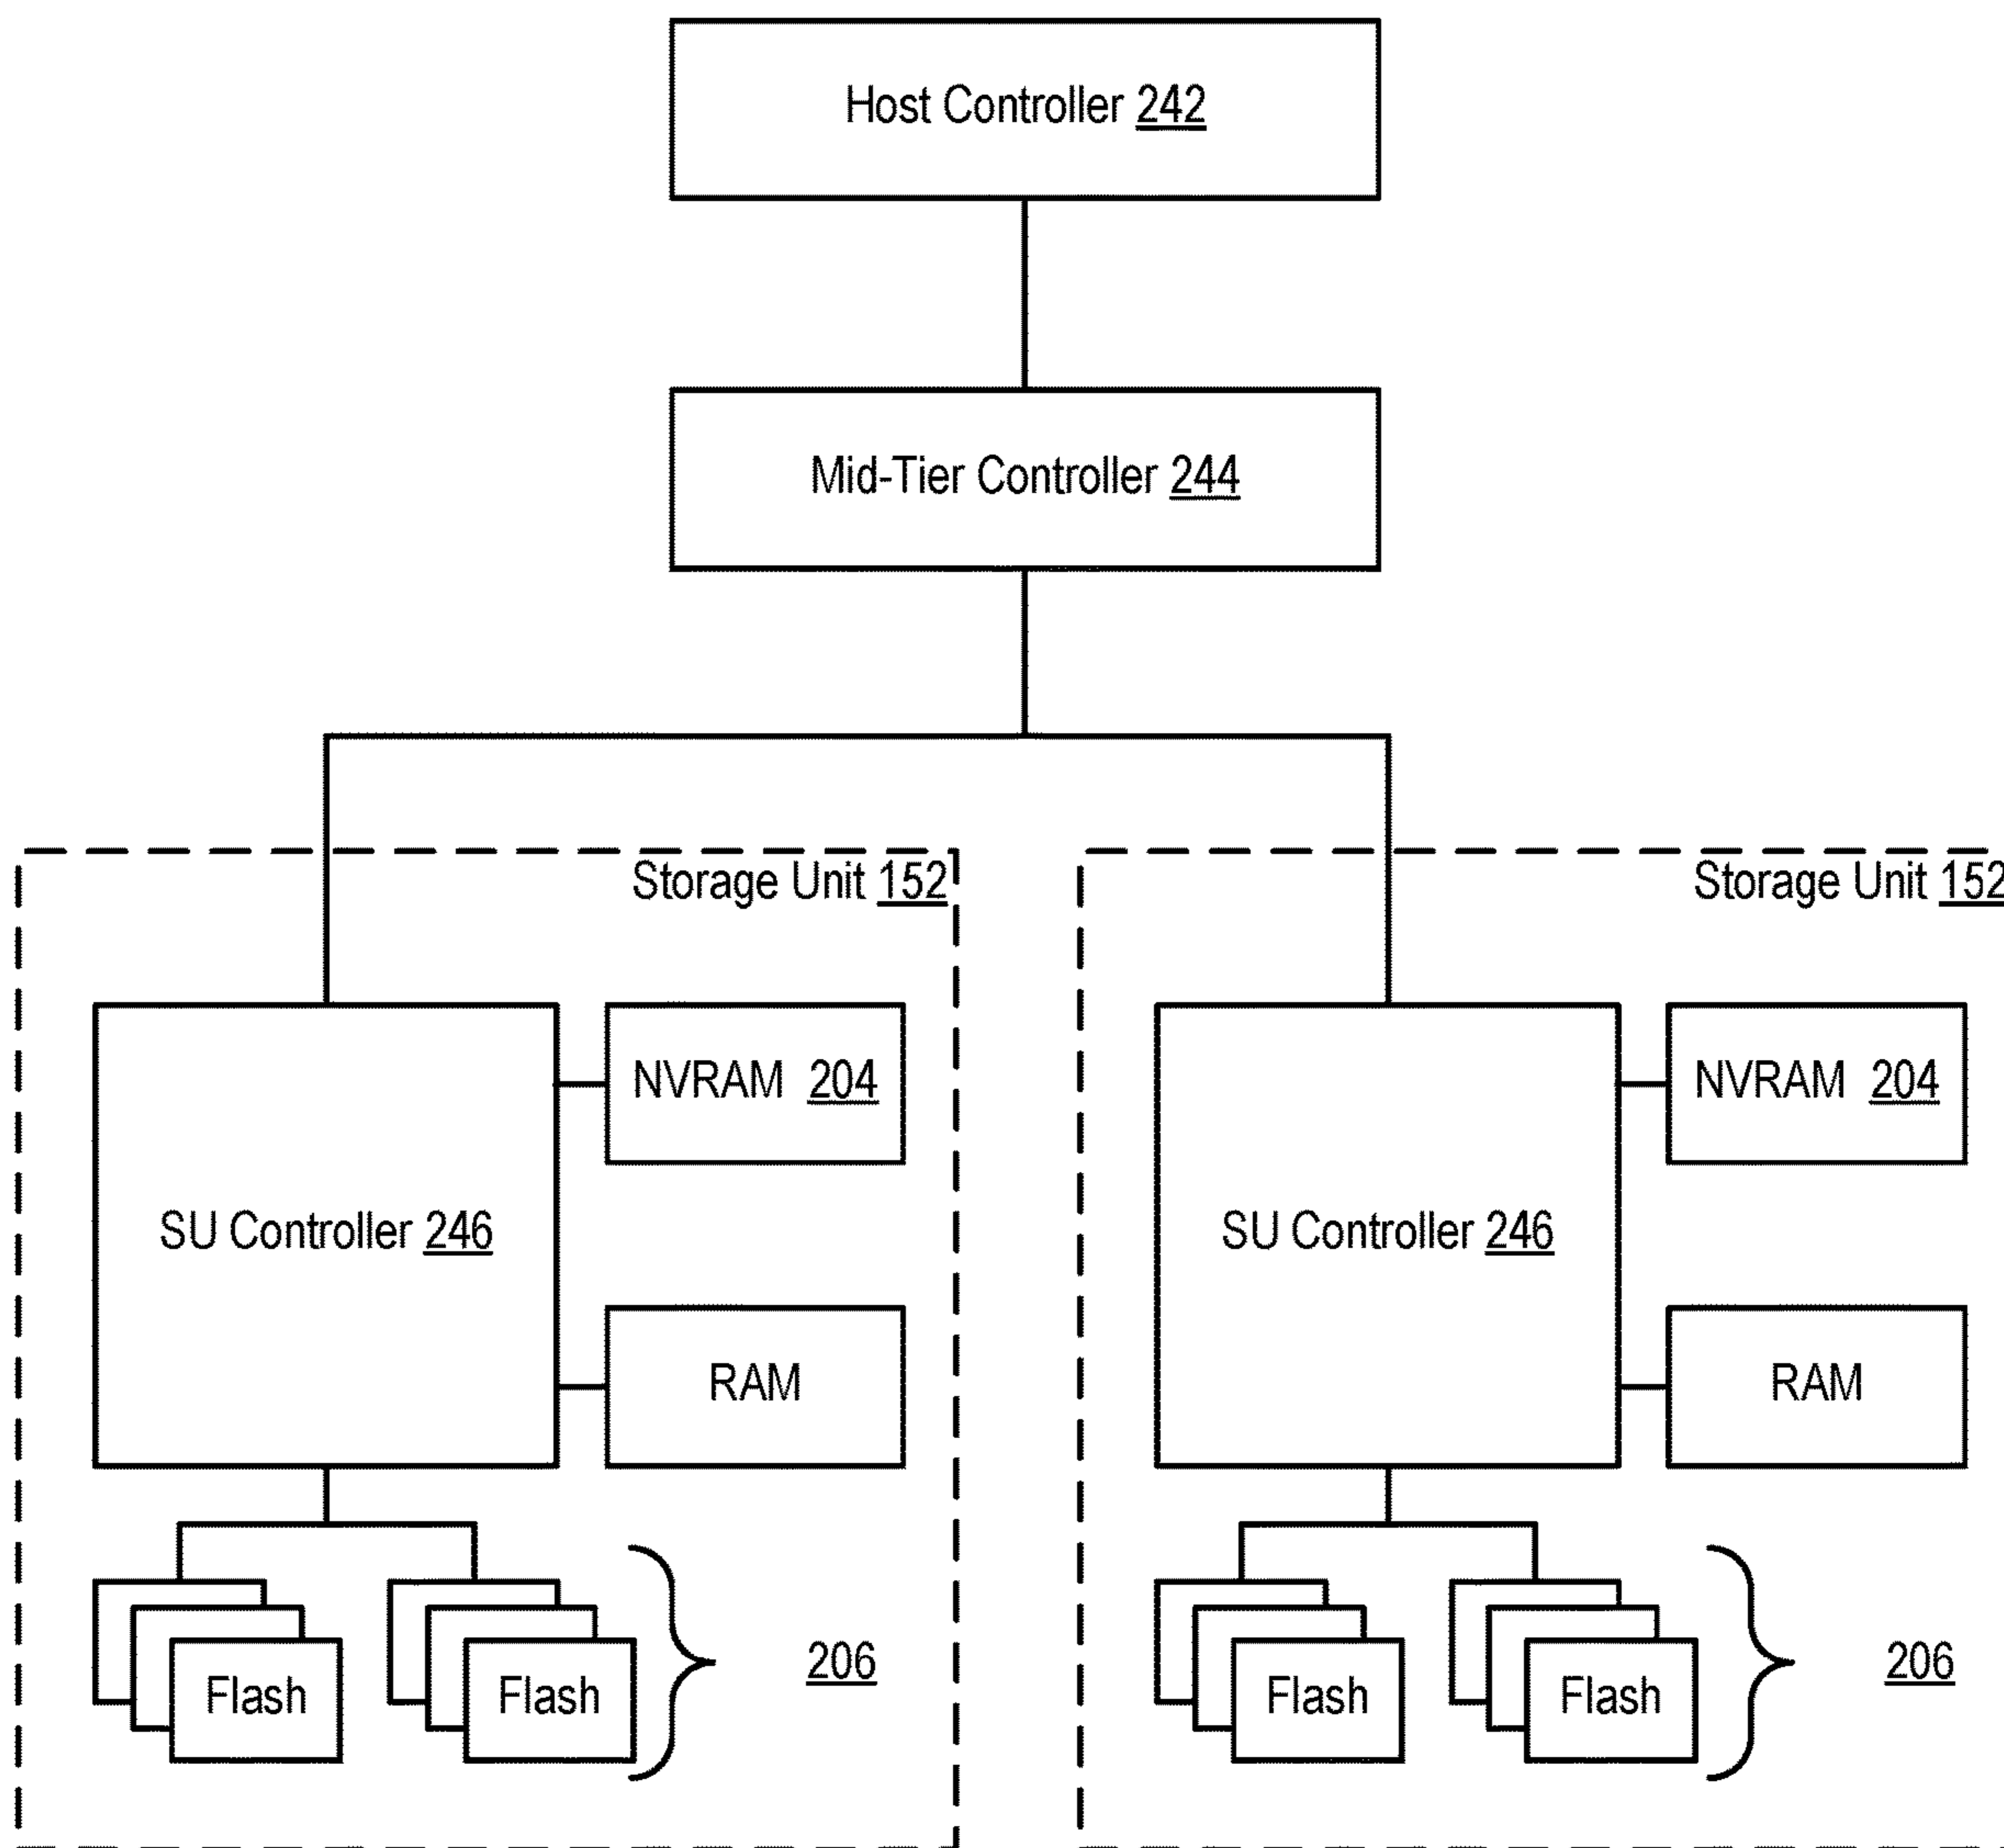 Host Controller 242
Mid-Tier Controller 244
Storage Unit 152
Storage Unit 152
NVRAM 204
NVRAM 204
SU Controller 246
SU Controller 246
RAM
RAM
206
206
Flash
Flash
Flash
Flash